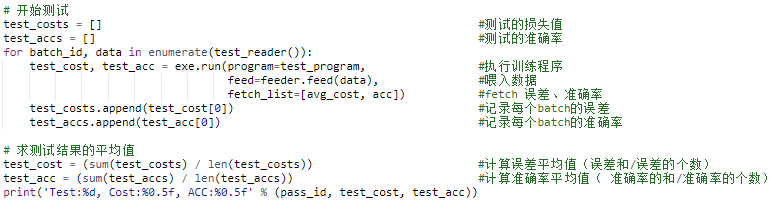 # 开始测试
test_costs = [] #测试的损失值
test_accs = [] #测试的准确率
for batch_id, data in enumerate(test_reader()):
test_cost, test_acc = exe.run(program=test_program, #执行训练程序
feed=feeder.feed(data), #喂入数据
fetch_list=[avg_cost, acc]) #fetch 误差、准确率
test_costs.append(test_cost[0]) #记录每个batch的误差
test_accs.append(test_acc[0]) #记录每个batch的准确率
# 求测试结果的平均值
test_cost = (sum(test_costs) / len(test_costs)) #计算误差平均值（误差和/误差的个数）
test_acc = (sum(test_accs) / len(test_accs)) #计算准确率平均值（ 准确率的和/准确率的个数）
print('Test:%d, Cost:%0.5f, ACC:%0.5f' % (pass_id, test_cost, test_acc))